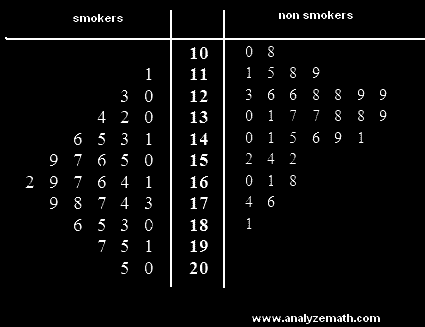 smokers non smokers
10 0 8
1 11 1 5 8 9
3 0 12 3 6 6 8 8 9 9
4 2 0 13 0 1 7 7 8 8 9
6 5 3 1 14 0 1 5 6 9 1
9 7 6 5 0 15 2 4 2
2 9 7 6 4 1 16 0 1 8
9 8 7 4 3 17 4 6
6 5 3 0 18 1
7 5 1 19
5 0 20
www.analyzemath.com